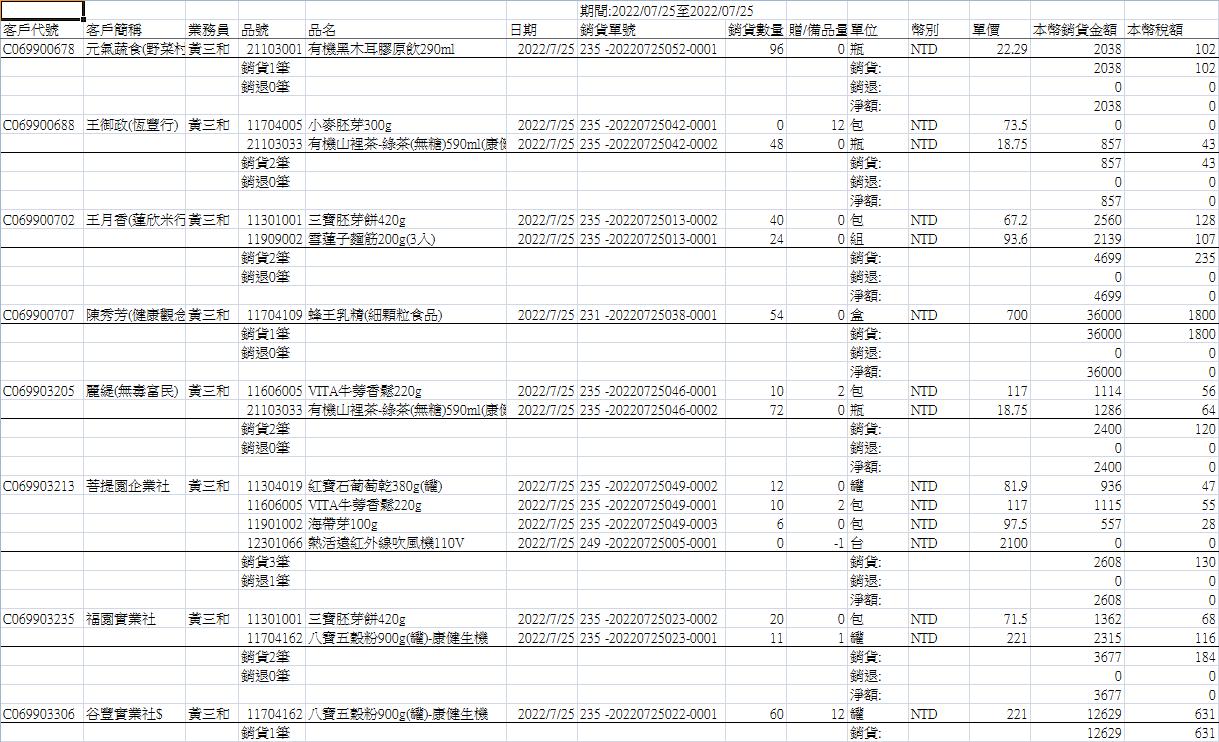 期間:2022/07/25至2022/07/25
客戶代號 客戶簡稱 業務員 品號 品名 日期 銷貨單號 銷貨數量 贈/備品量 單位 幣別 單價 本幣銷貨金額 本幣稅額
C069900678 元氣蔬食(野菜村 黃三和 21103001 有機黑木耳膠原飲290ml 2022/7/25 235 -20220725052-0001 96 0 瓶 NTD 22.29 2038 102
銷貨1筆 銷貨: 2038 102
銷退0筆 銷退: 0 0
淨額: 2038 0
C069900688 王御政(恆豐行) 黃三和 11704005 小麥胚芽300g 2022/7/25 235 -20220725042-0001 0 12 包 NTD 73.5 0 0
21103033 有機山裡茶-綠茶(無糖)590ml(康健 2022/7/25 235 -20220725042-0002 48 0 瓶 NTD 18.75 857 43
銷貨2筆 銷貨: 857 43
銷退0筆 銷退: 0 0
淨額: 857 0
C069900702 王月香(蓮欣米行 黃三和 11301001 三寶胚芽餅420g 2022/7/25 235 -20220725013-0002 40 0 包 NTD 67.2 2560 128
11909002 雪蓮子麵筋200g(3入) 2022/7/25 235 -20220725013-0001 24 0 組 NTD 93.6 2139 107
銷貨2筆 銷貨: 4699 235
銷退0筆 銷退: 0 0
淨額: 4699 0
C069900707 陳秀芳(健康觀念 黃三和 11704109 蜂王乳精(細顆粒食品) 2022/7/25 231 -20220725038-0001 54 0 盒 NTD 700 36000 1800
銷貨1筆 銷貨: 36000 1800
銷退0筆 銷退: 0 0
淨額: 36000 0
C069903205 麗緹(無毒富民) 黃三和 11606005 VITA牛蒡香鬆220g 2022/7/25 235 -20220725046-0001 10 2 包 NTD 117 1114 56
21103033 有機山裡茶-綠茶(無糖)590ml(康健 2022/7/25 235 -20220725046-0002 72 0 瓶 NTD 18.75 1286 64
銷貨2筆 銷貨: 2400 120
銷退0筆 銷退: 0 0
淨額: 2400 0
C069903213 菩提園企業社 黃三和 11304019 紅寶石葡萄乾380g(罐) 2022/7/25 235 -20220725049-0002 12 0 罐 NTD 81.9 936 47
11606005 VITA牛蒡香鬆220g 2022/7/25 235 -20220725049-0001 10 2 包 NTD 117 1115 55
11901002 海帶芽100g 2022/7/25 235 -20220725049-0003 6 0 包 NTD 97.5 557 28
12301066 熱活遠紅外線吹風機110V 2022/7/25 249 -20220725005-0001 0 -1 台 NTD 2100 0 0
銷貨3筆 銷貨: 2608 130
銷退1筆 銷退: 0 0
淨額: 2608 0
C069903235 福園實業社 黃三和 11301001 三寶胚芽餅420g 2022/7/25 235 -20220725023-0002 20 0 包 NTD 71.5 1362 68
11704162 八寶五穀粉900g(罐)-康健生機 2022/7/25 235 -20220725023-0001 11 1 罐 NTD 221 2315 116
銷貨2筆 銷貨: 3677 184
銷退0筆 銷退: 0 0
淨額: 3677 0
C069903306 谷豐實業社$ 黃三和 11704162 八寶五穀粉900g(罐)-康健生機 2022/7/25 235 -20220725022-0001 60 12 罐 NTD 221 12629 631
銷貨1筆 銷貨: 12629 631